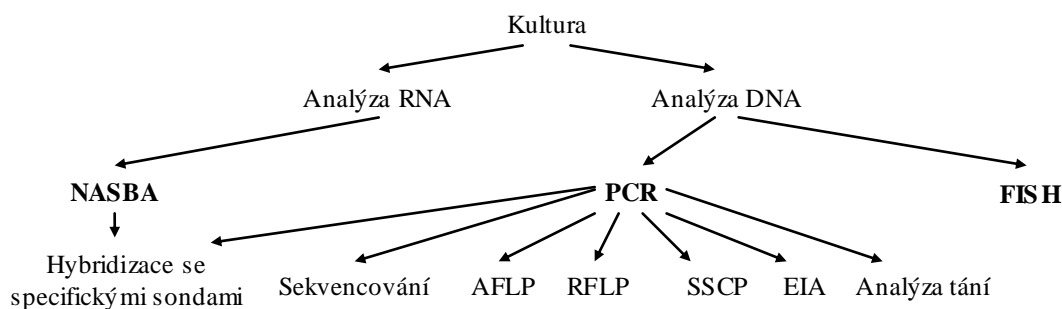 Kultura
Analýza RNA
Analýza DNA
NASBA
PCR
FISH
Hybridizace se
specifickými sondami
Sekvencování
AFLP
RFLP
SSCP
EIA
Analýza tání